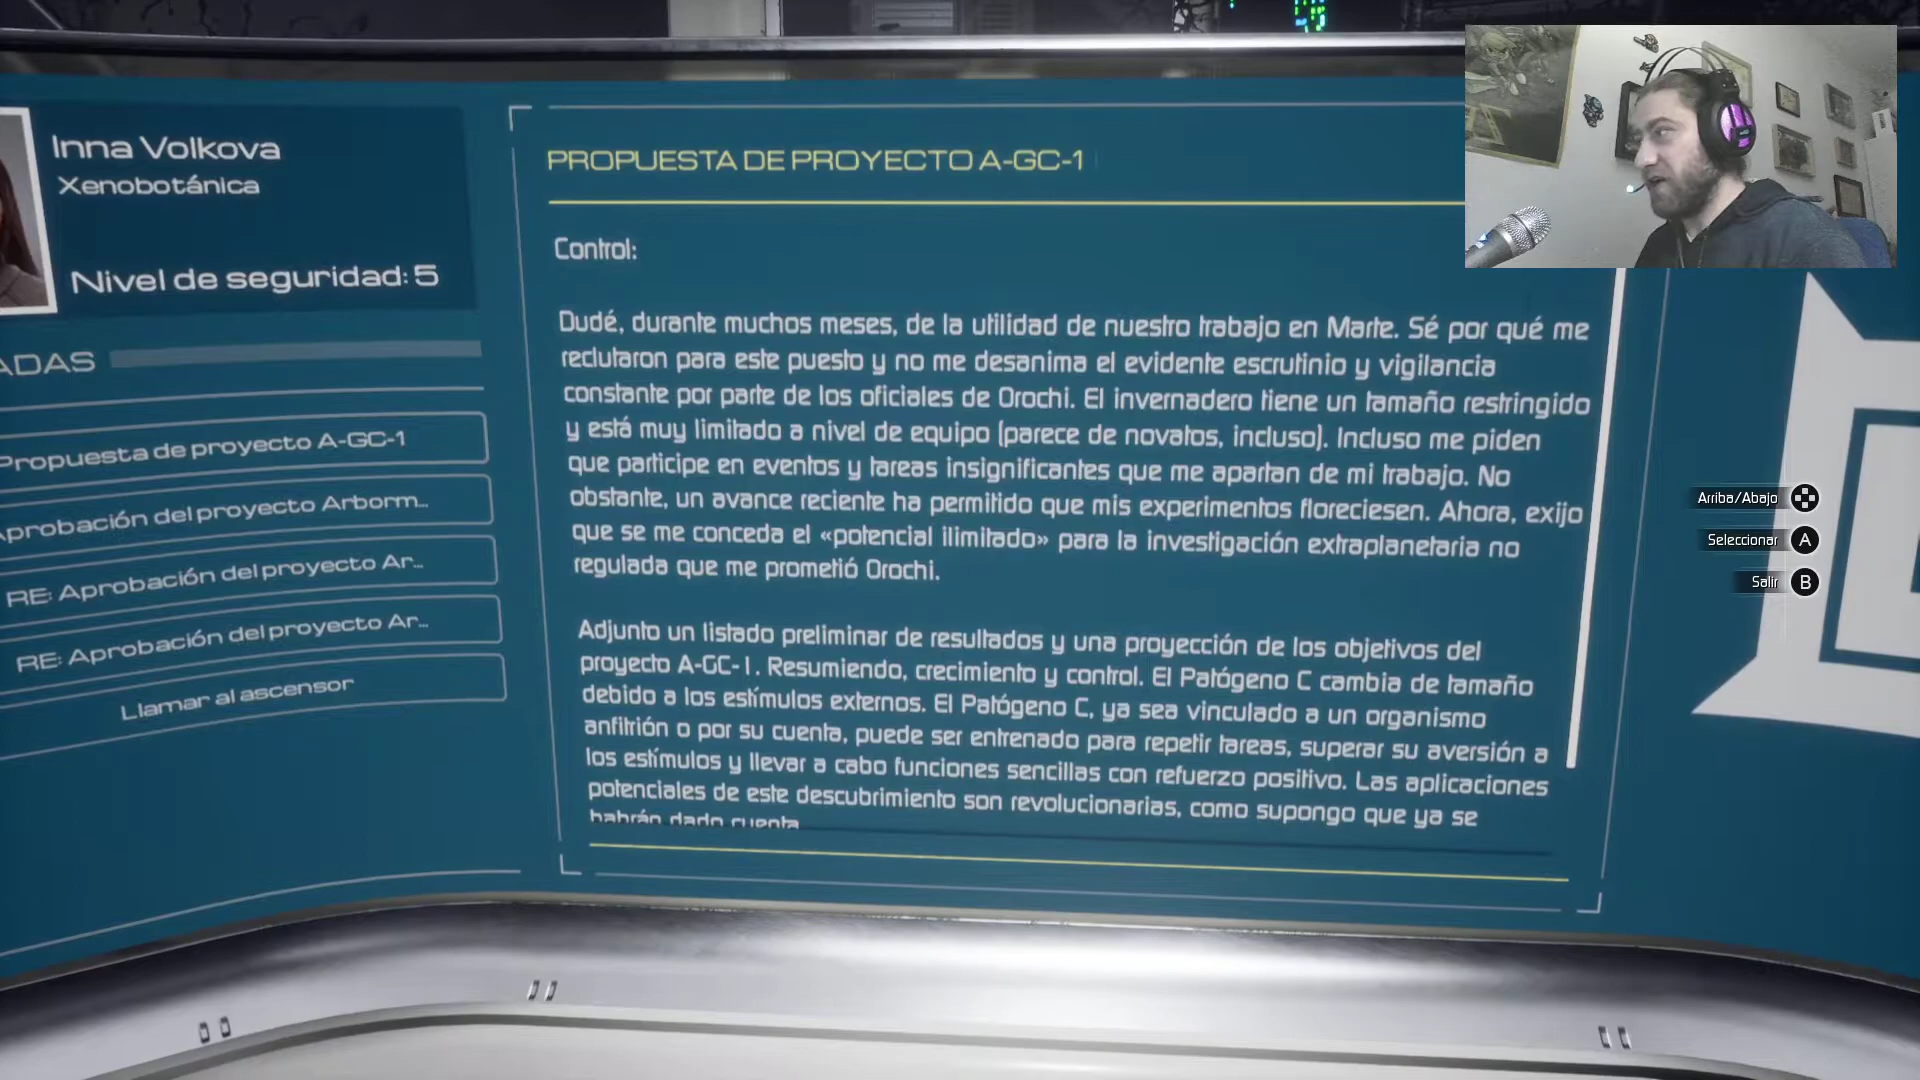 Inna Volkova
Xenobotánica
Nivel de seguridad: 5
ADAS
Propuesta de proyecto A-GC-1
Aprobación del proyecto Arborm...
RE: Aprobación del proyecto Ar...
RE: Aprobación del proyecto Ar...
Llamar al ascensor
PROPUESTA DE PROYECTO A-GC-1
Control:
Dudé, durante muchos meses, de la utilidad de nuestro trabajo en Marte. Sé por qué me
reclutaron para este puesto y no me desanima el evidente escrutinio y vigilancia
constante por parte de los oficiales de Orochi. El invernadero tiene un tamaño restringido
y está muy limitado a nivel de equipo (parece de novatos, incluso). Incluso me piden
que participe en eventos y tareas insignificantes que me apartan de mi trabajo. No
obstante, un avance reciente ha permitido que mis experimentos floreciesen. Ahora, exijo
que se me conceda el «potencial ilimitado» para la investigación extraplanetaria no
regulada que me prometió Orochi.
Adjunto un listado preliminar de resultados y una proyección de los objetivos del
proyecto A-GC-1. Resumiendo, crecimiento y control. El Patógeno C cambia de tamaño
debido a los estímulos externos. El Patógeno C, ya sea vinculado a un organismo
anfitrión o por su cuenta, puede ser entrenado para repetir tareas, superar su aversión a
los estímulos y llevar a cabo funciones sencillas con refuerzo positivo. Las aplicaciones
potenciales de este descubrimiento son revolucionarias, como supongo que ya se
habrán dado cuenta
Arriba/Abajo
Seleccionar A
Salir B